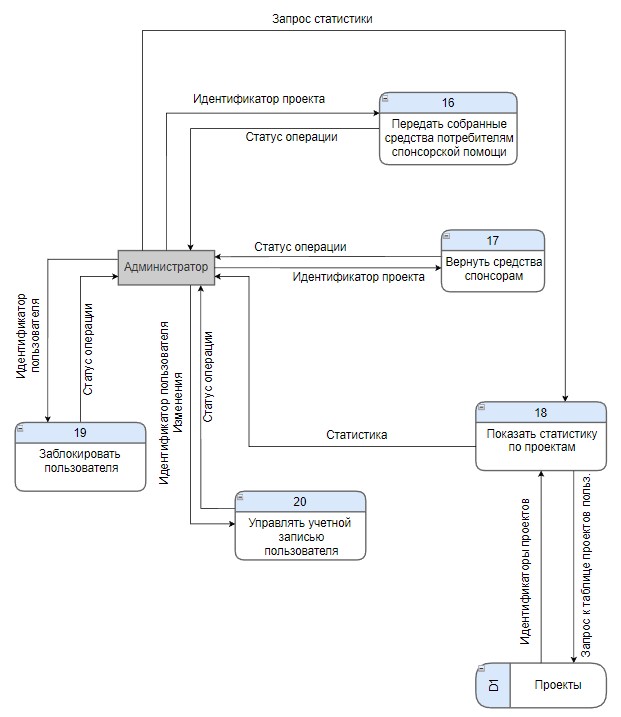 Запрос статистики
16
Передать собранные
средства потребителям
спонсорской помощи
Идентификатор проекта
Статус операции
17
Вернуть средства
спонсорам
Статус операции
Идентификатор проекта
Администратор
Идентификатор
пользователя
Статус операции
Идентификатор пользователя
Изменения
Статус операции
19
Заблокировать
пользователя
Статистика
18
Показать статистику
по проектам
20
Управлять учетной
записью
пользователя
Идентификаторы проектов
Запрос к таблице проектов польз.
D1
Проекты